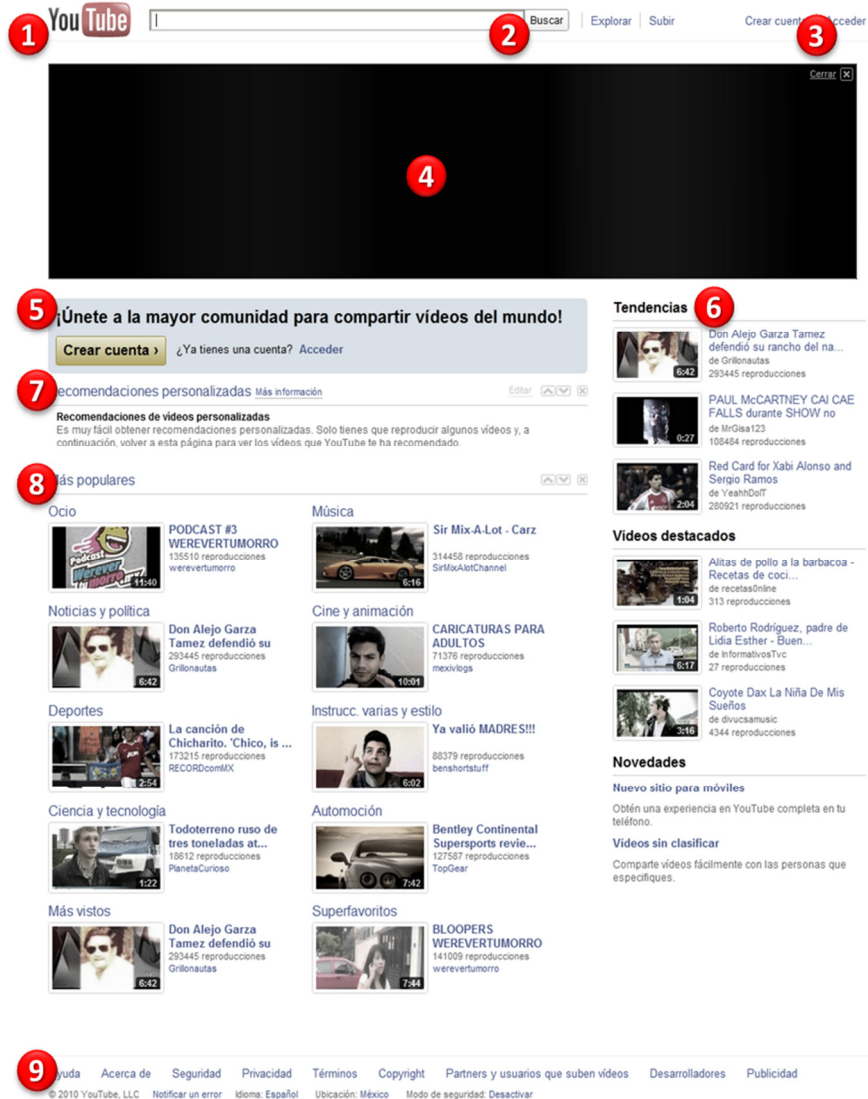 You Tube
Buscar
Explorar
Subir
Crear cuent
Acceder
1
2
3
Cerrar
4
5
¡Únete a la mayor comunidad para compartir vídeos del mundo!
Crear cuenta ›
¿Ya tienes una cuenta? Acceder
7
ecomendaciones personalizadas Más información
Editar
Recomendaciones de vídeos personalizadas
Es muy fácil obtener recomendaciones personalizadas. Solo tienes que reproducir algunos vídeos y, a
continuación, volver a esta página para ver los vídeos que YouTube te ha recomendado.
8
ás populares
Ocio
Podcast
Werever
tu morro
11:40
PODCAST #3
WEREVERTUMORRO
135510 reproducciones
werevertumorro
Música
6:16
Sir Mix-A-Lot - Carz
314458 reproducciones
SirMixAlotChannel
Noticias y política
6:42
Don Alejo Garza
Tamez defendió su
293445 reproducciones
Grillonautas
Cine y animación
10:01
CARICATURAS PARA
ADULTOS
71376 reproducciones
mexivlogs
Deportes
2:54
La canción de
Chicharito. 'Chico, is ...
173215 reproducciones
RECORDcomMX
Instrucc. varias y estilo
6:02
Ya valió MADRES!!!
88379 reproducciones
benshortstuff
Ciencia y tecnología
1:22
Todoterreno ruso de
tres toneladas at...
18612 reproducciones
PlanetaCurioso
Automoción
7:42
Bentley Continental
Supersports revie...
127587 reproducciones
TopGear
Más vistos
6:42
Don Alejo Garza
Tamez defendió su
293445 reproducciones
Grillonautas
Superfavoritos
7:44
BLOOPERS
WEREVERTUMORRO
141009 reproducciones
werevertumorro
Tendencias
6
6:42
Don Alejo Garza Tamez
defendió su rancho del na...
de Grillonautas
293445 reproducciones
0:27
PAUL McCARTNEY CAI CAE
FALLS durante SHOW no
de MrGisa123
108484 reproducciones
2:04
Red Card for Xabi Alonso and
Sergio Ramos
de YeahhDolT
280921 reproducciones
Vídeos destacados
1:04
Alitas de pollo a la barbacoa -
Recetas de coci...
de recetas0nline
313 reproducciones
6:17
Roberto Rodríguez, padre de
Lidia Esther - Buen...
de InformativosTvc
27 reproducciones
3:16
Coyote Dax La Niña De Mis
Sueños
de divucsamusic
4344 reproducciones
Novedades
Nuevo sitio para móviles
Obtén una experiencia en YouTube completa en tu
teléfono.
Vídeos sin clasificar
Comparte vídeos fácilmente con las personas que
especifiques.
9
yuda
Acerca de
Seguridad
Privacidad
Términos
Copyright
Partners y usuarios que suben vídeos
Desarrolladores
Publicidad
© 2010 YouTube, LLC
Notificar un error
Idioma: Español
Ubicación: México
Modo de seguridad: Desactivar